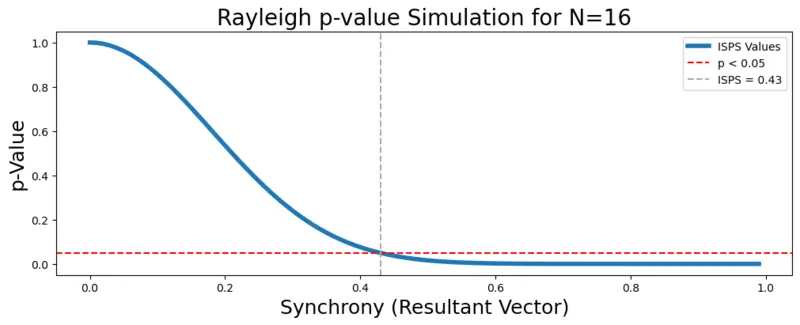 Rayleigh p-value Simulation for N=16
ISPS Values
p < 0.05
ISPS = 0.43
p-Value
1.0
0.8
0.6
0.4
0.2
0.0
0.0 0.2 0.4 0.6 0.8 1.0
Synchrony (Resultant Vector)